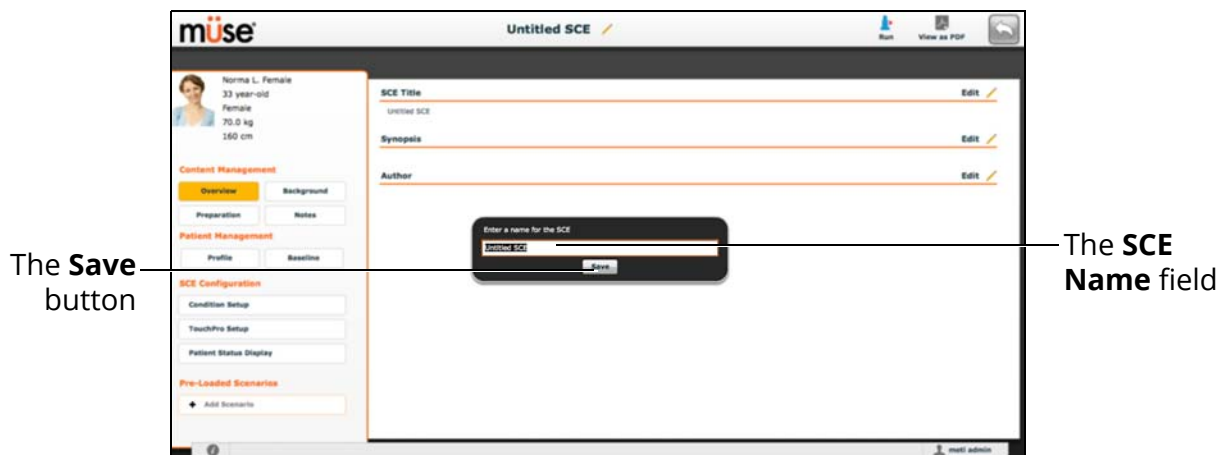 müse
Untitled SCE
Run
View as PDF
Norma L. Female
33 year-old
Female
70.0 kg
160 cm
SCE Title
Edit
Untitled SCE
Synopsis
Edit
Author
Edit
Content Management
Overview
Background
Preparation
Notes
Patient Management
Profile
Baseline
SCE Configuration
Condition Setup
TouchPro Setup
Patient Status Display
Pre-Loaded Scenarios
+ Add Scenario
Enter a name for the SCE
Untitled SCE
Save
The Save
button
The SCE
Name field
i
meti admin